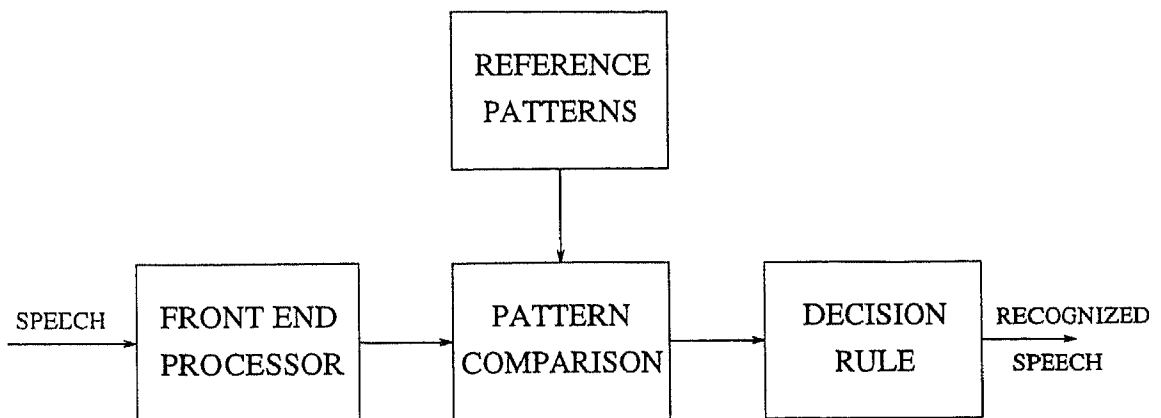 REFERENCE
PATTERNS
SPEECH
FRONT END
PROCESSOR
PATTERN
COMPARISON
DECISION
RULE
RECOGNIZED
SPEECH